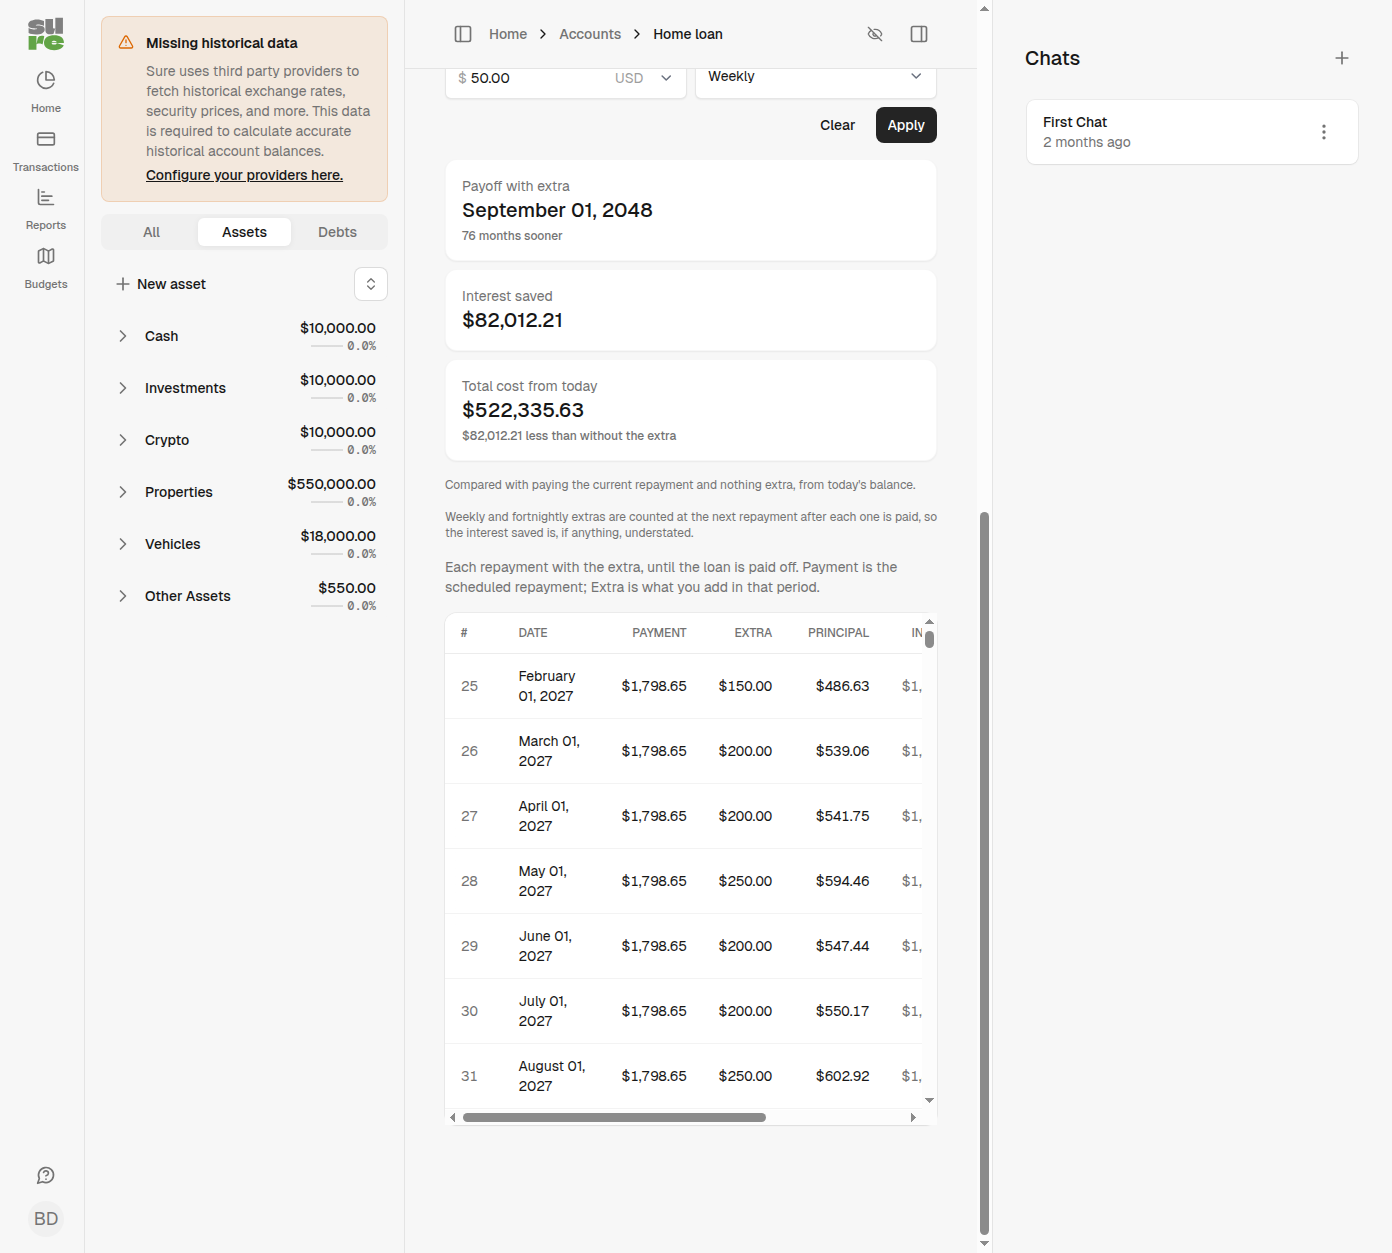 sure
Home
Transactions
Reports
Budgets
BD
Missing historical data
Sure uses third party providers to
fetch historical exchange rates,
security prices, and more. This data
is required to calculate accurate
historical account balances.
Configure your providers here.
All
Assets
Debts
New asset
Cash
$10,000.00
0.0%
Investments
$10,000.00
0.0%
Crypto
$10,000.00
0.0%
Properties
$550,000.00
0.0%
Vehicles
$18,000.00
0.0%
Other Assets
$550.00
0.0%
Home > Accounts > Home loan
$ 50.00 USD
Weekly
Clear
Apply
Payoff with extra
September 01, 2048
76 months sooner
Interest saved
$82,012.21
Total cost from today
$522,335.63
$82,012.21 less than without the extra
Compared with paying the current repayment and nothing extra, from today's balance.
Weekly and fortnightly extras are counted at the next repayment after each one is paid, so
the interest saved is, if anything, understated.
Each repayment with the extra, until the loan is paid off. Payment is the
scheduled repayment; Extra is what you add in that period.
# DATE PAYMENT EXTRA PRINCIPAL IN
25 February 01, 2027 $1,798.65 $150.00 $486.63 $1,
26 March 01, 2027 $1,798.65 $200.00 $539.06 $1,
27 April 01, 2027 $1,798.65 $200.00 $541.75 $1,
28 May 01, 2027 $1,798.65 $250.00 $594.46 $1,
29 June 01, 2027 $1,798.65 $200.00 $547.44 $1,
30 July 01, 2027 $1,798.65 $200.00 $550.17 $1,
31 August 01, 2027 $1,798.65 $250.00 $602.92 $1,
Chats
First Chat
2 months ago